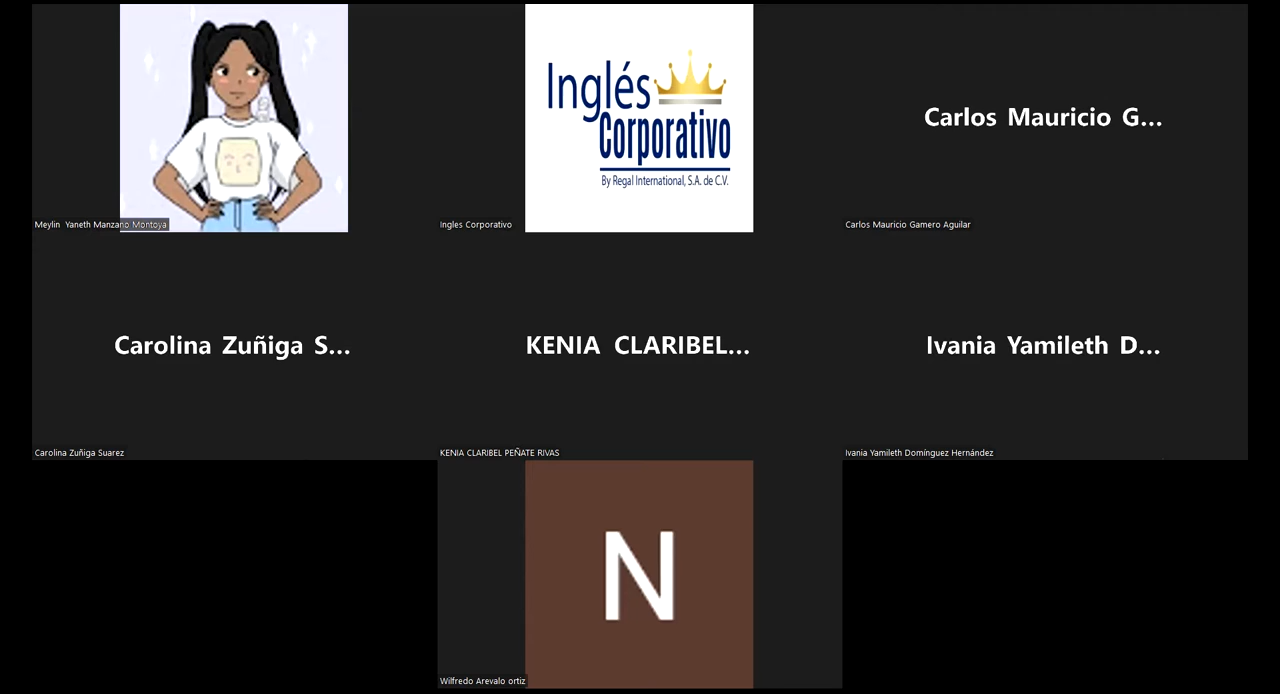 Meylin Yaneth Manzano Montoya
Inglés
Corporativo
By Regal International, S.A. de C.V.
Ingles Corporativo
Carlos Mauricio G...
Carlos Mauricio Gamero Aguilar
Carolina Zuñiga S...
Carolina Zuñiga Suarez
KENIA CLARIBEL...
KENIA CLARIBEL PEÑATE RIVAS
Ivania Yamileth D...
Ivania Yamileth Domínguez Hernández
N
Wilfredo Arevalo ortiz